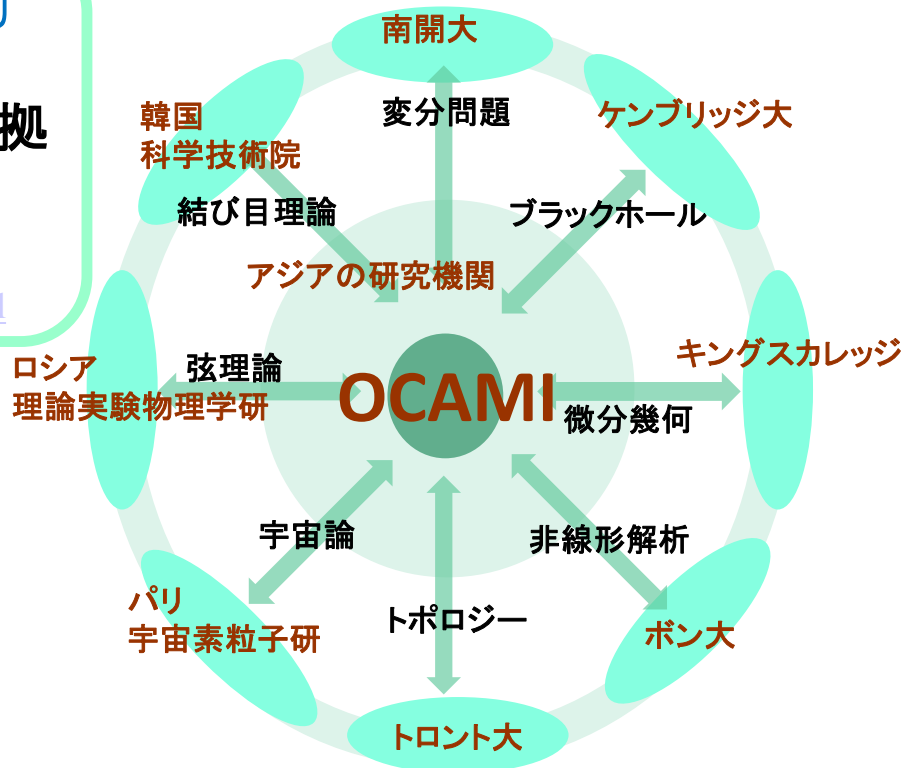 拠
南開大
変分問題
韓国
科学技術院
ケンブリッジ大
結び目理論
ブラックホール
アジアの研究機関
ロシア
理論実験物理学研
弦理論
OCAMI
キングスカレッジ
微分幾何
宇宙論
非線形解析
パリ
宇宙素粒子研
トポロジー
ボン大
トロント大